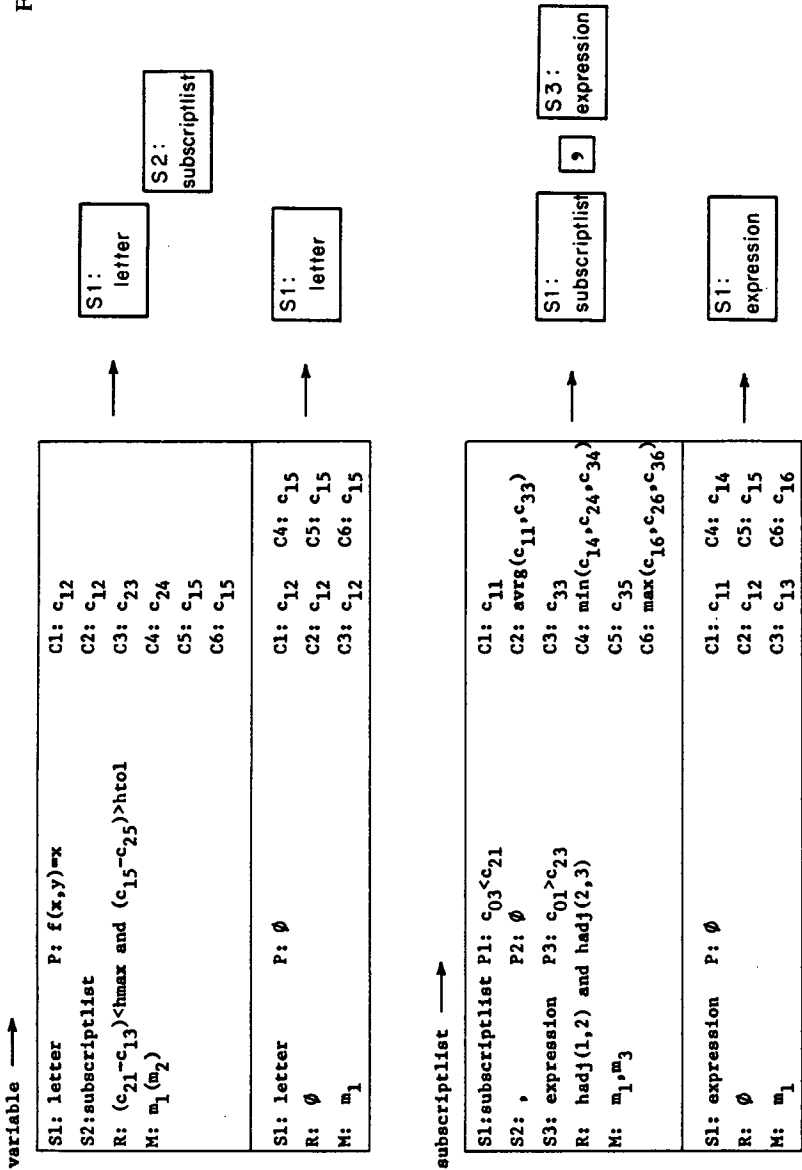 F
variable →
S1: letter P: f(x,y)=x C1: c12
S2:subscriptlist C2: c12
R: (c21-c13)<hmax and (c15-c25)>htol C3: c23
M: m1(m2) C4: c24
C5: c15
C6: c15
→
S1: letter
S2: subscriptlist
S1: letter P: ∅ C1: c12 C4: c15
R: ∅ C2: c12 C5: c15
M: m1 C3: c12 C6: c15
→
S1: letter
subscriptlist →
S1:subscriptlist P1: c03<c21 C1: c11
S2: , P2: ∅ C2: avrg(c11,c33)
S3: expression P3: c01>c23 C3: c33
R: hadj(1,2) and hadj(2,3) C4: min(c14,c24,c34)
M: m1,m3 C5: c35
C6: max(c16,c26,c36)
→
S1: subscriptlist
,
S3: expression
S1: expression P: ∅ C1: c11 C4: c14
R: ∅ C2: c12 C5: c15
M: m1 C3: c13 C6: c16
→
S1: expression